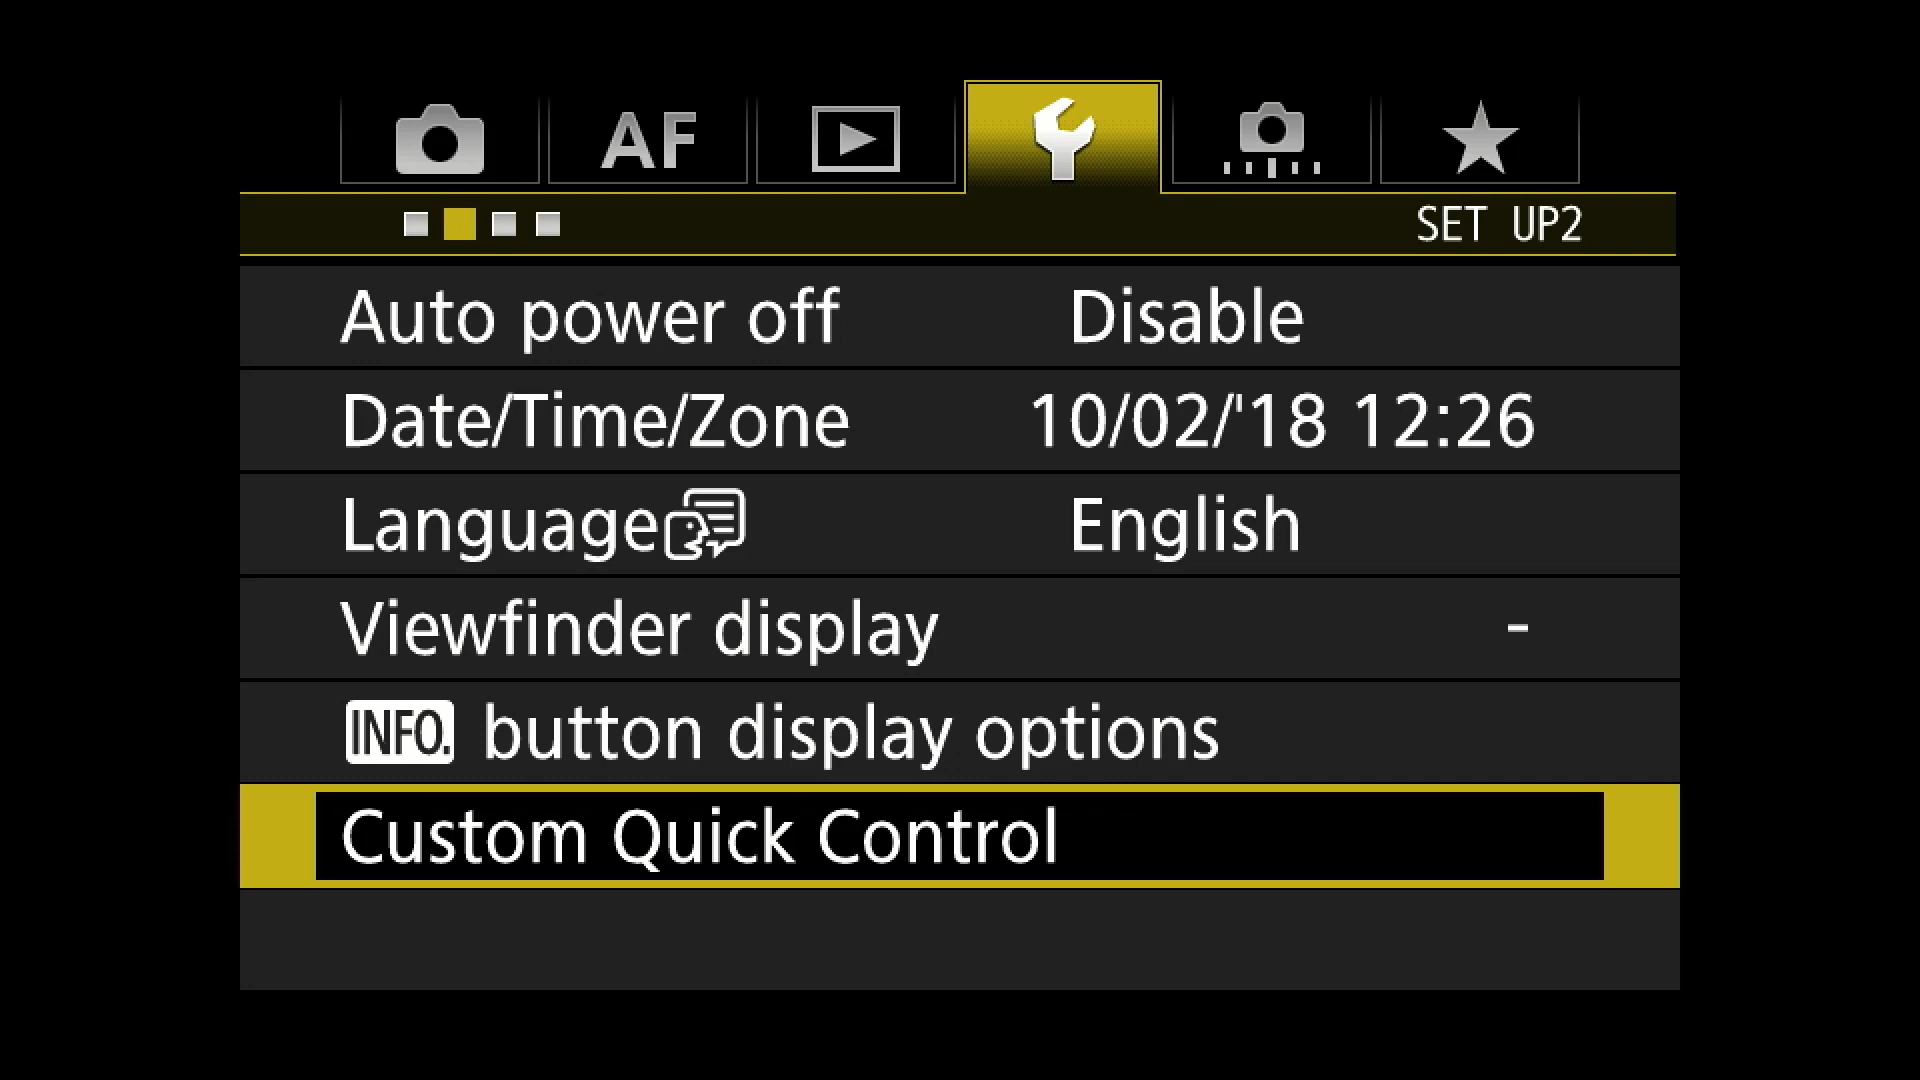 AF
SET UP2
Auto power off Disable
Date/Time/Zone 10/02/'18 12:26
Language English
Viewfinder display -
INFO. button display options
Custom Quick Control